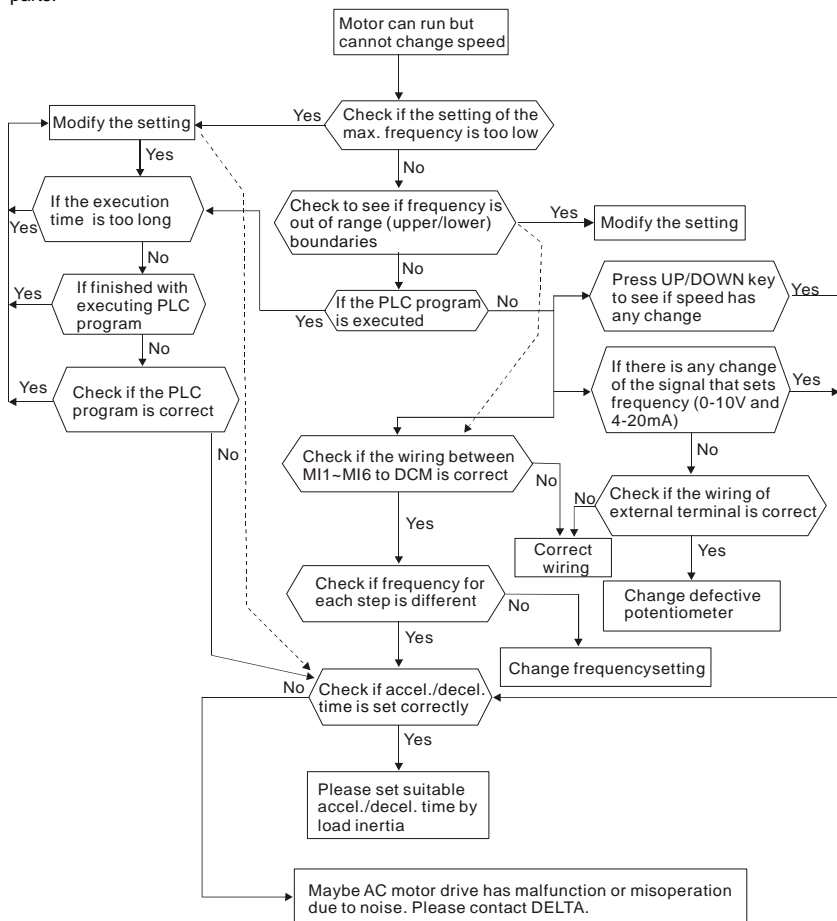 parts.
Motor can run but
cannot change speed
Yes
Check if the setting of the
max. frequency is too low
Modify the setting
Yes
No
If the execution
time is too long
Yes
Check to see if frequency is
out of range (upper/lower)
boundaries
Yes
Modify the setting
No
No
If finished with
executing PLC
program
Yes
Yes
If the PLC program
is executed
No
Press UP/DOWN key
to see if speed has
any change
Yes
No
Check if the PLC
program is correct
Yes
If there is any change
of the signal that sets
frequency (0-10V and
4-20mA)
Yes
No
No
Check if the wiring between
MI1~MI6 to DCM is correct
No
No
Check if the wiring of
external terminal is correct
Yes
Correct
wiring
Yes
Change defective
potentiometer
Check if frequency for
each step is different
No
Yes
Change frequencysetting
No
Check if accel./decel.
time is set correctly
Yes
Please set suitable
accel./decel. time by
load inertia
Maybe AC motor drive has malfunction or misoperation
due to noise. Please contact DELTA.